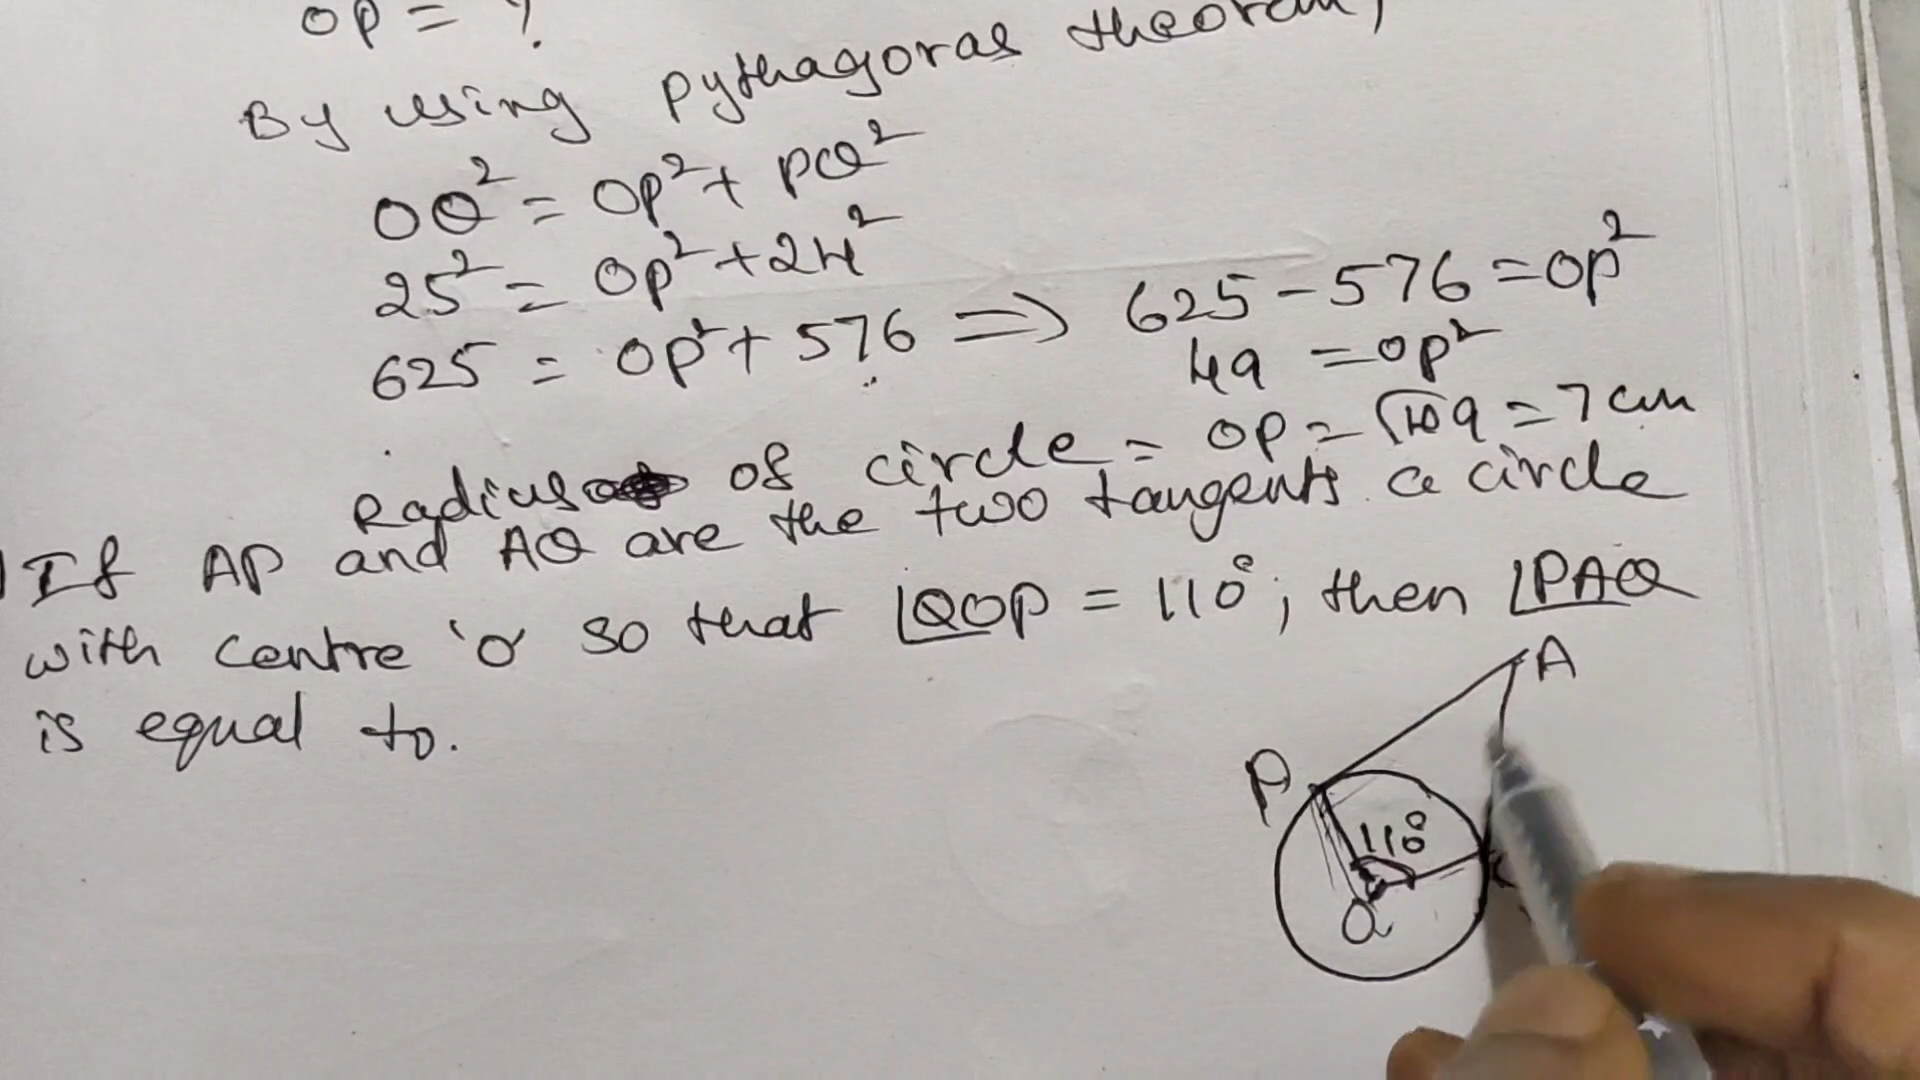 OP = ?
By using pythagoras theorem,
OQ² = OP² + PQ²
25² = OP² + 24²
625 = OP² + 576 ⇒ 625 - 576 = OP²
49 = OP²
Radius of circle = OP = √49 = 7 cm
If AP and AQ are the two tangents a circle
with centre 'o' so that ∠QOP = 110°; then ∠PAQ
is equal to.
A
P
110°
O